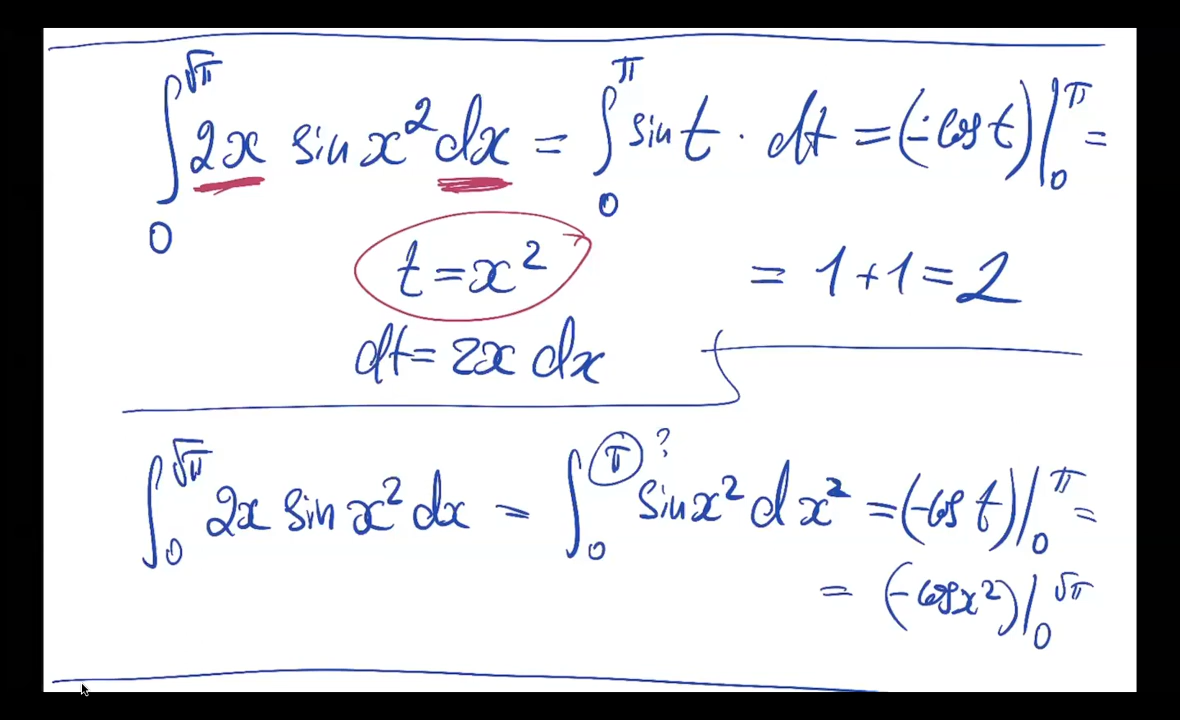 ∫₀^√π 2x sin x² dx = ∫₀^π sin t · dt = (-cos t)|₀^π =
t = x²
= 1 + 1 = 2
dt = 2x dx
∫₀^√π 2x sin x² dx = ∫₀^π ? sin x² d x² = (-cos t)|₀^π =
= (-cos x²)|₀^√π